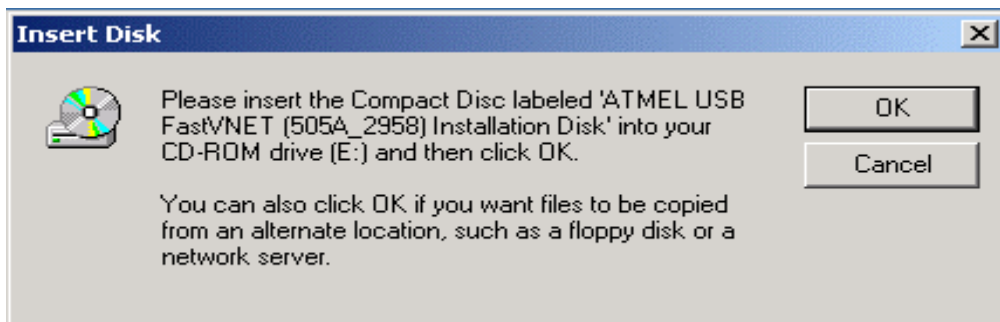 Insert Disk
Please insert the Compact Disc labeled 'ATMEL USB
FastVNET (505A_2958) Installation Disk' into your
CD-ROM drive (E:) and then click OK.
You can also click OK if you want files to be copied
from an alternate location, such as a floppy disk or a
network server.
OK
Cancel